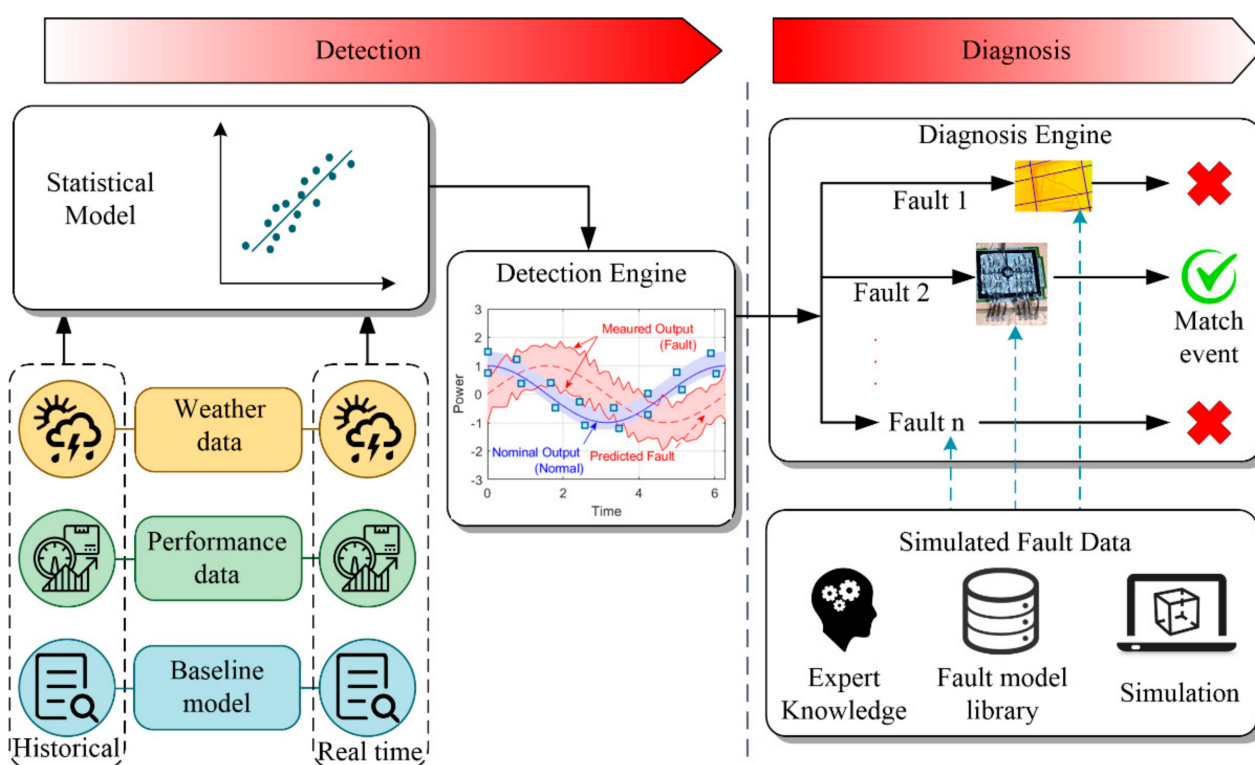 Detection
Diagnosis
Statistical
Model
Detection Engine
3
2
1
0
-1
-2
-3
Power
Meaured Output
(Fault)
Nominal Output
(Normal)
Predicted Fault
0
2
4
6
Time
Diagnosis Engine
Fault 1
Fault 2
Match
event
Fault n
Weather
data
Performance
data
Baseline
model
Historical
Real time
Simulated Fault Data
Expert
Knowledge
Fault model
library
Simulation